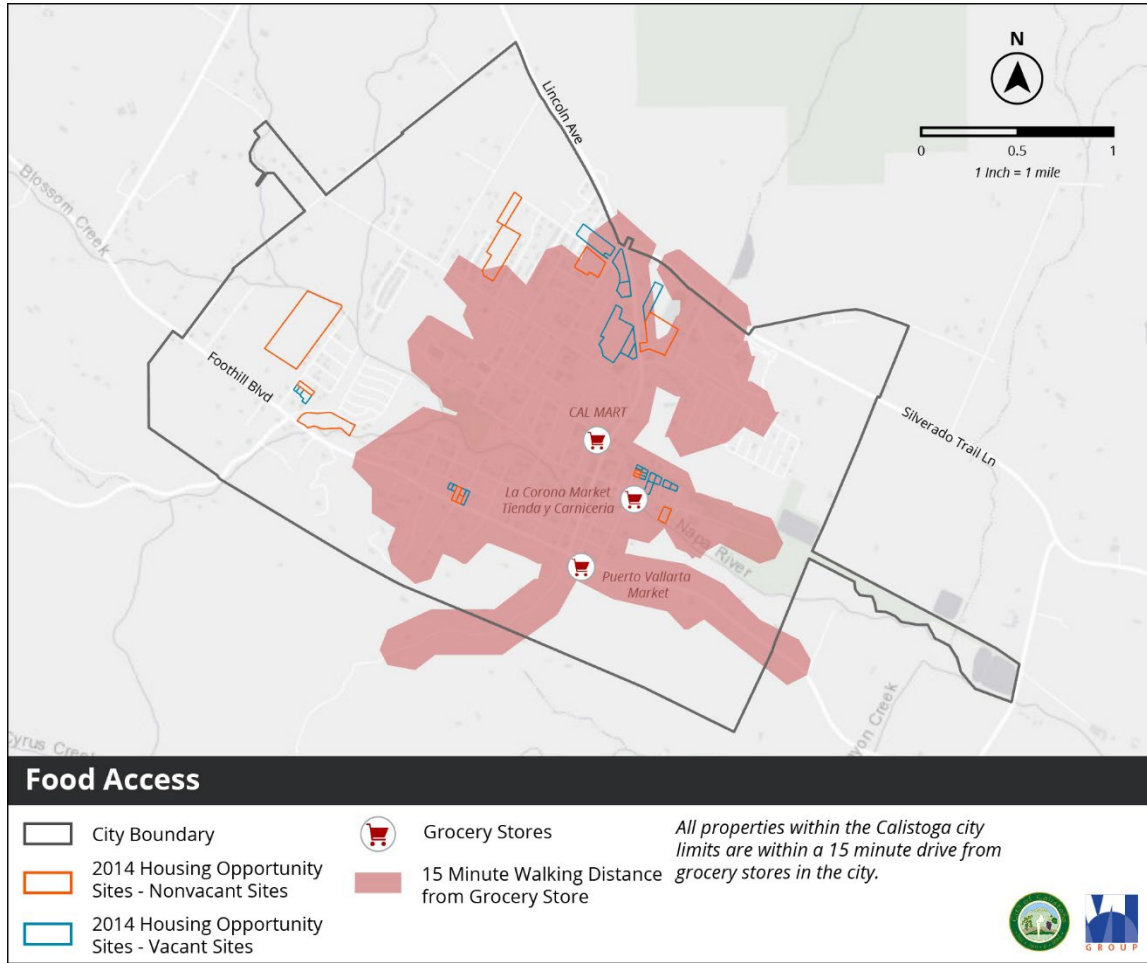 N
0 0.5 1
1 Inch = 1 mile
Lincoln Ave
Blossom Creek
Foothill Blvd
Silverado Trail Ln
CAL MART
La Corona Market
Tienda y Carniceria
Napa River
Puerto Vallarta
Market
Cyrus Creek
yon Creek
Food Access
City Boundary
2014 Housing Opportunity
Sites - Nonvacant Sites
2014 Housing Opportunity
Sites - Vacant Sites
Grocery Stores
15 Minute Walking Distance
from Grocery Store
All properties within the Calistoga city
limits are within a 15 minute drive from
grocery stores in the city.
GROUP